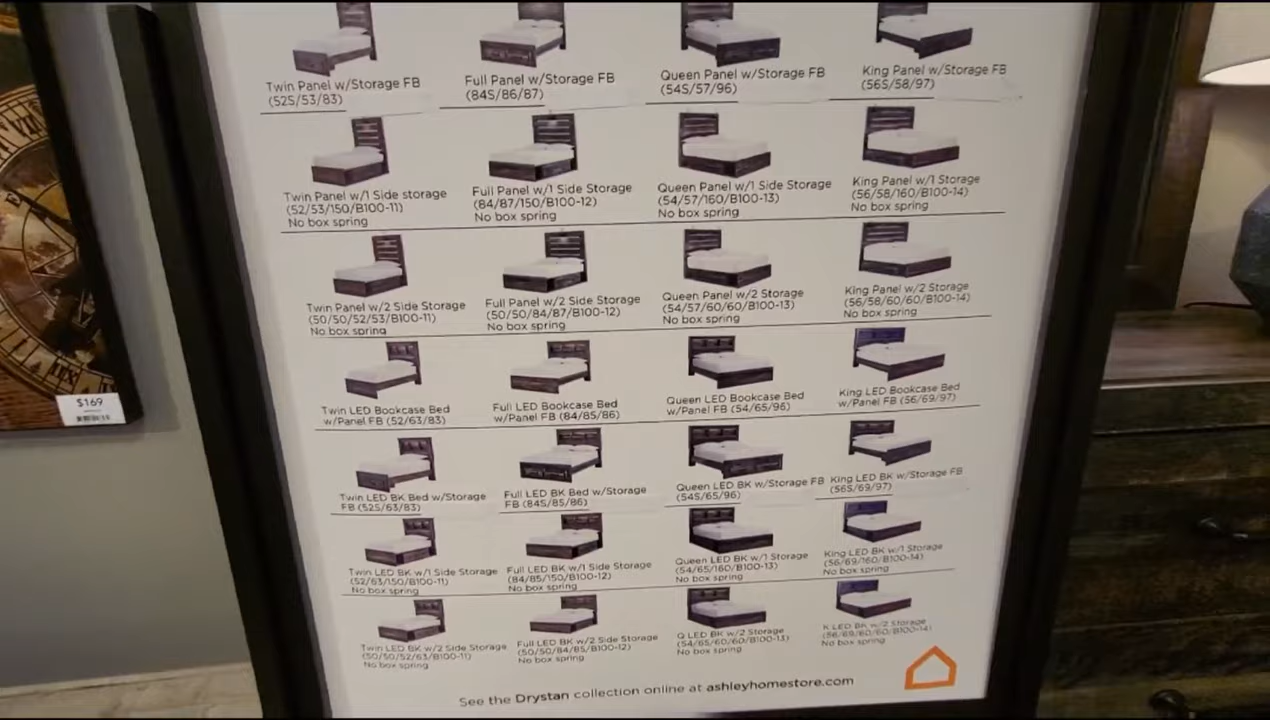 Twin Panel w/Storage FB
(52S/53/83)
Full Panel w/Storage FB
(84S/86/87)
Queen Panel w/Storage FB
(54S/57/96)
King Panel w/Storage FB
(56S/58/97)
Twin Panel w/1 Side storage
(52/53/150/B100-11)
No box spring
Full Panel w/1 Side Storage
(84/87/150/B100-12)
No box spring
Queen Panel w/1 Side Storage
(54/57/160/B100-13)
No box spring
King Panel w/1 Storage
(56/58/160/B100-14)
No box spring
Twin Panel w/2 Side Storage
(50/50/52/53/B100-11)
No box spring
Full Panel w/2 Side Storage
(50/50/84/87/B100-12)
No box spring
Queen Panel w/2 Storage
(54/57/60/60/B100-13)
No box spring
King Panel w/2 Storage
(56/58/60/60/B100-14)
No box spring
Twin LED Bookcase Bed
w/Panel FB (52/63/83)
Full LED Bookcase Bed
w/Panel FB (84/85/86)
Queen LED Bookcase Bed
w/Panel FB (54/65/96)
King LED Bookcase Bed
w/Panel FB (56/69/97)
Twin LED BK Bed w/Storage
FB (52S/63/83)
Full LED BK Bed w/Storage
FB (84S/85/86)
Queen LED BK w/Storage FB
(54S/65/96)
King LED BK w/Storage FB
(56S/69/97)
Twin LED BK w/1 Side Storage
(52/63/150/B100-11)
No box spring
Full LED BK w/1 Side Storage
(84/85/150/B100-12)
No box spring
Queen LED BK w/1 Storage
(54/65/160/B100-13)
No box spring
King LED BK w/1 Storage
(56/69/160/B100-14)
No box spring
Twin LED BK w/2 Side Storage
(50/50/52/63/B100-11)
No box spring
Full LED BK w/2 Side Storage
(50/50/84/85/B100-12)
No box spring
Q LED BK w/2 Storage
(54/65/60/60/B100-13)
No box spring
K LED BK w/2 Storage
(56/69/60/60/B100-14)
No box spring
See the Drystan collection online at ashleyhomestore.com
$169
VIII